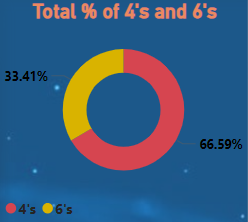 Total % of 4's and 6's
33.41%
66.59%
4's 6's